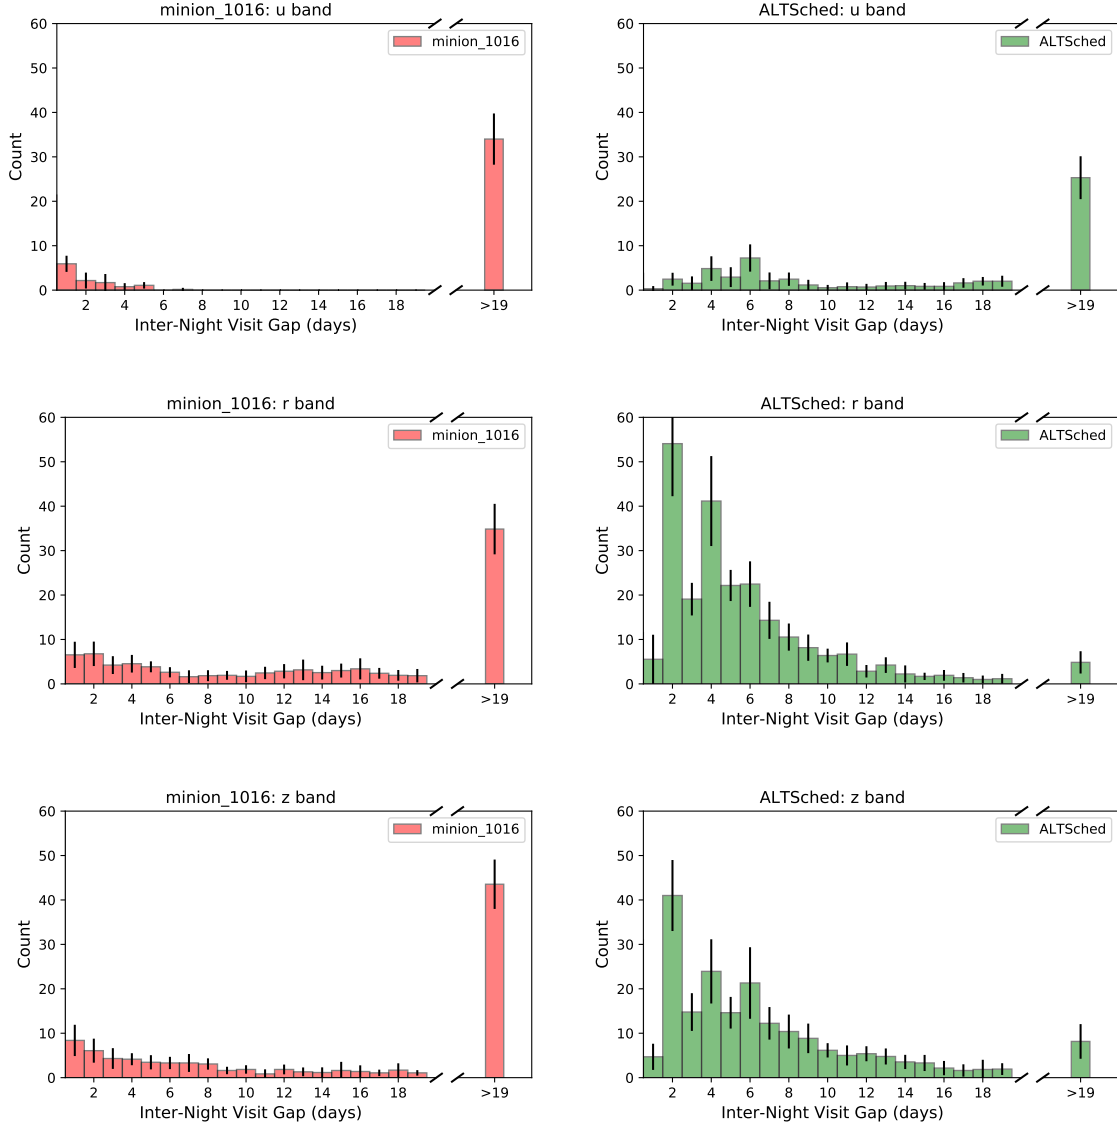 minion_1016: u band
60
50
40
30
20
10
0
Count
minion_1016
2 4 6 8 10 12 14 16 18 >19
Inter-Night Visit Gap (days)
ALTSched: u band
60
50
40
30
20
10
0
Count
ALTSched
2 4 6 8 10 12 14 16 18 >19
Inter-Night Visit Gap (days)
minion_1016: r band
60
50
40
30
20
10
0
Count
minion_1016
2 4 6 8 10 12 14 16 18 >19
Inter-Night Visit Gap (days)
ALTSched: r band
60
50
40
30
20
10
0
Count
ALTSched
2 4 6 8 10 12 14 16 18 >19
Inter-Night Visit Gap (days)
minion_1016: z band
60
50
40
30
20
10
0
Count
minion_1016
2 4 6 8 10 12 14 16 18 >19
Inter-Night Visit Gap (days)
ALTSched: z band
60
50
40
30
20
10
0
Count
ALTSched
2 4 6 8 10 12 14 16 18 >19
Inter-Night Visit Gap (days)